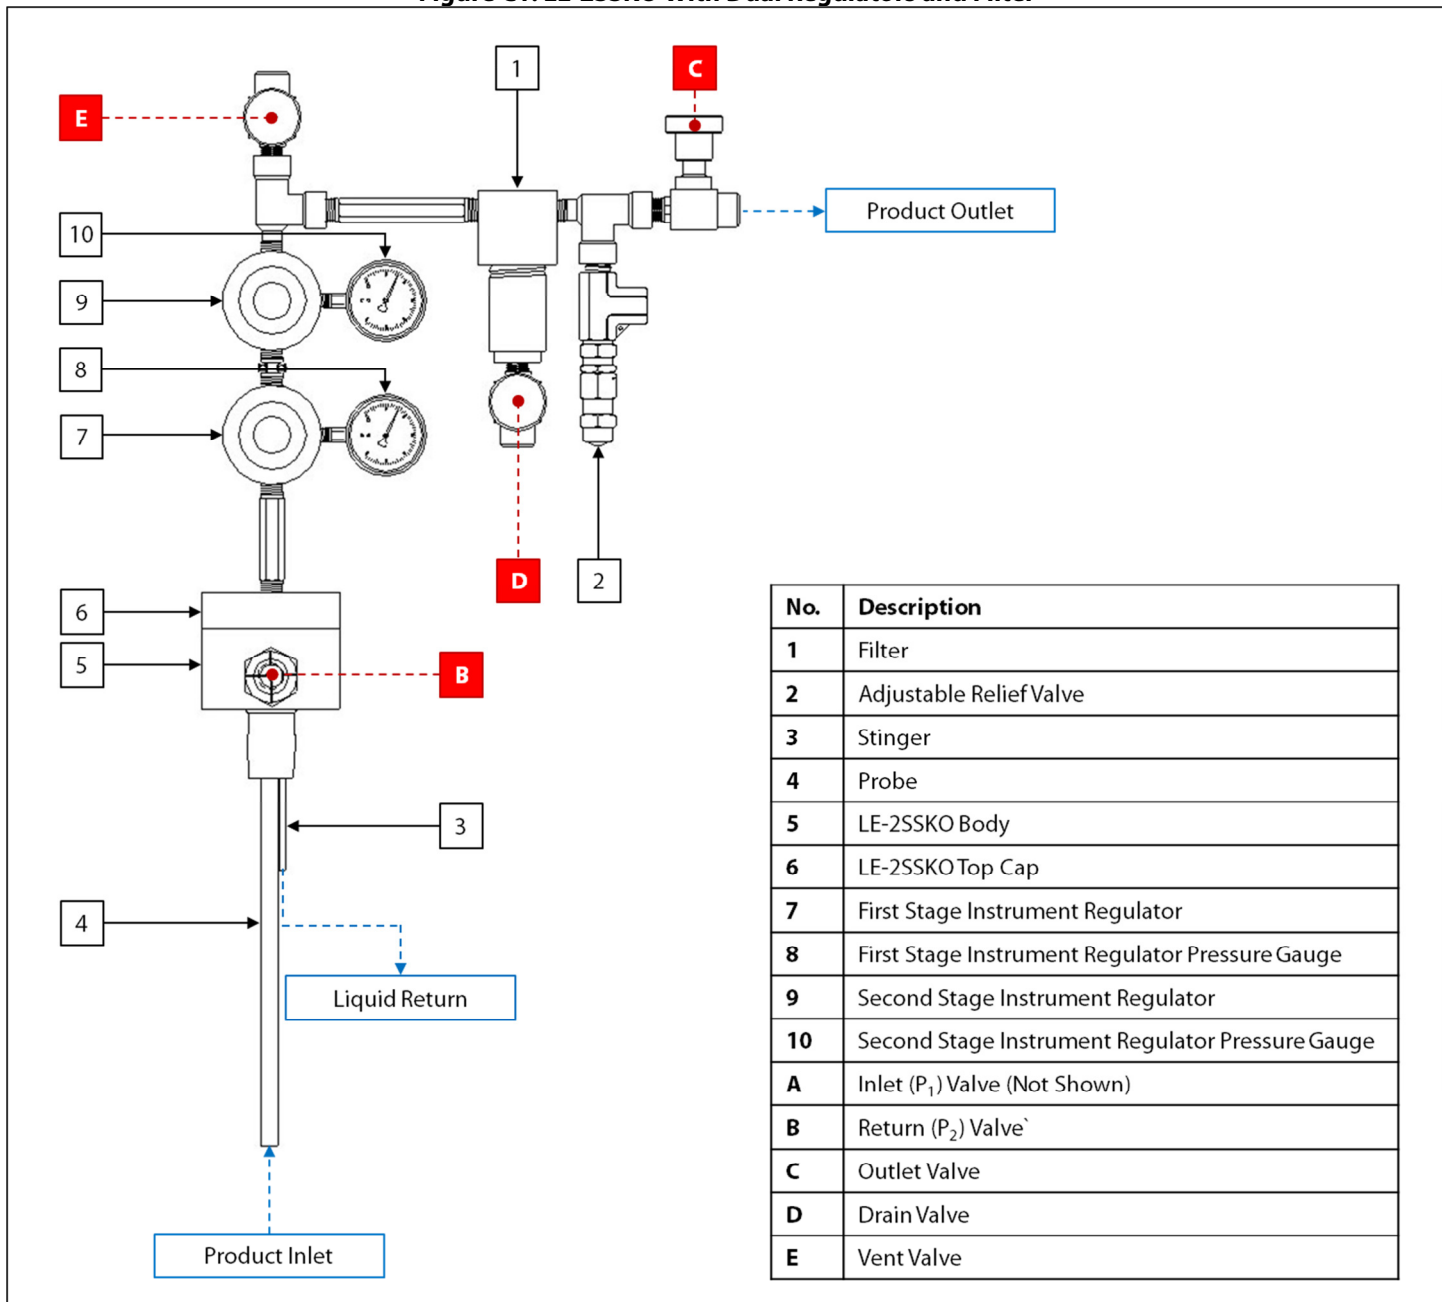 1
C
E
Product Outlet
10
9
8
7
D
2
6
5
B
3
4
Liquid Return
Product Inlet
No. Description
1 Filter
2 Adjustable Relief Valve
3 Stinger
4 Probe
5 LE-2SSKO Body
6 LE-2SSKO Top Cap
7 First Stage Instrument Regulator
8 First Stage Instrument Regulator Pressure Gauge
9 Second Stage Instrument Regulator
10 Second Stage Instrument Regulator Pressure Gauge
A Inlet (P₁) Valve (Not Shown)
B Return (P₂) Valve`
C Outlet Valve
D Drain Valve
E Vent Valve